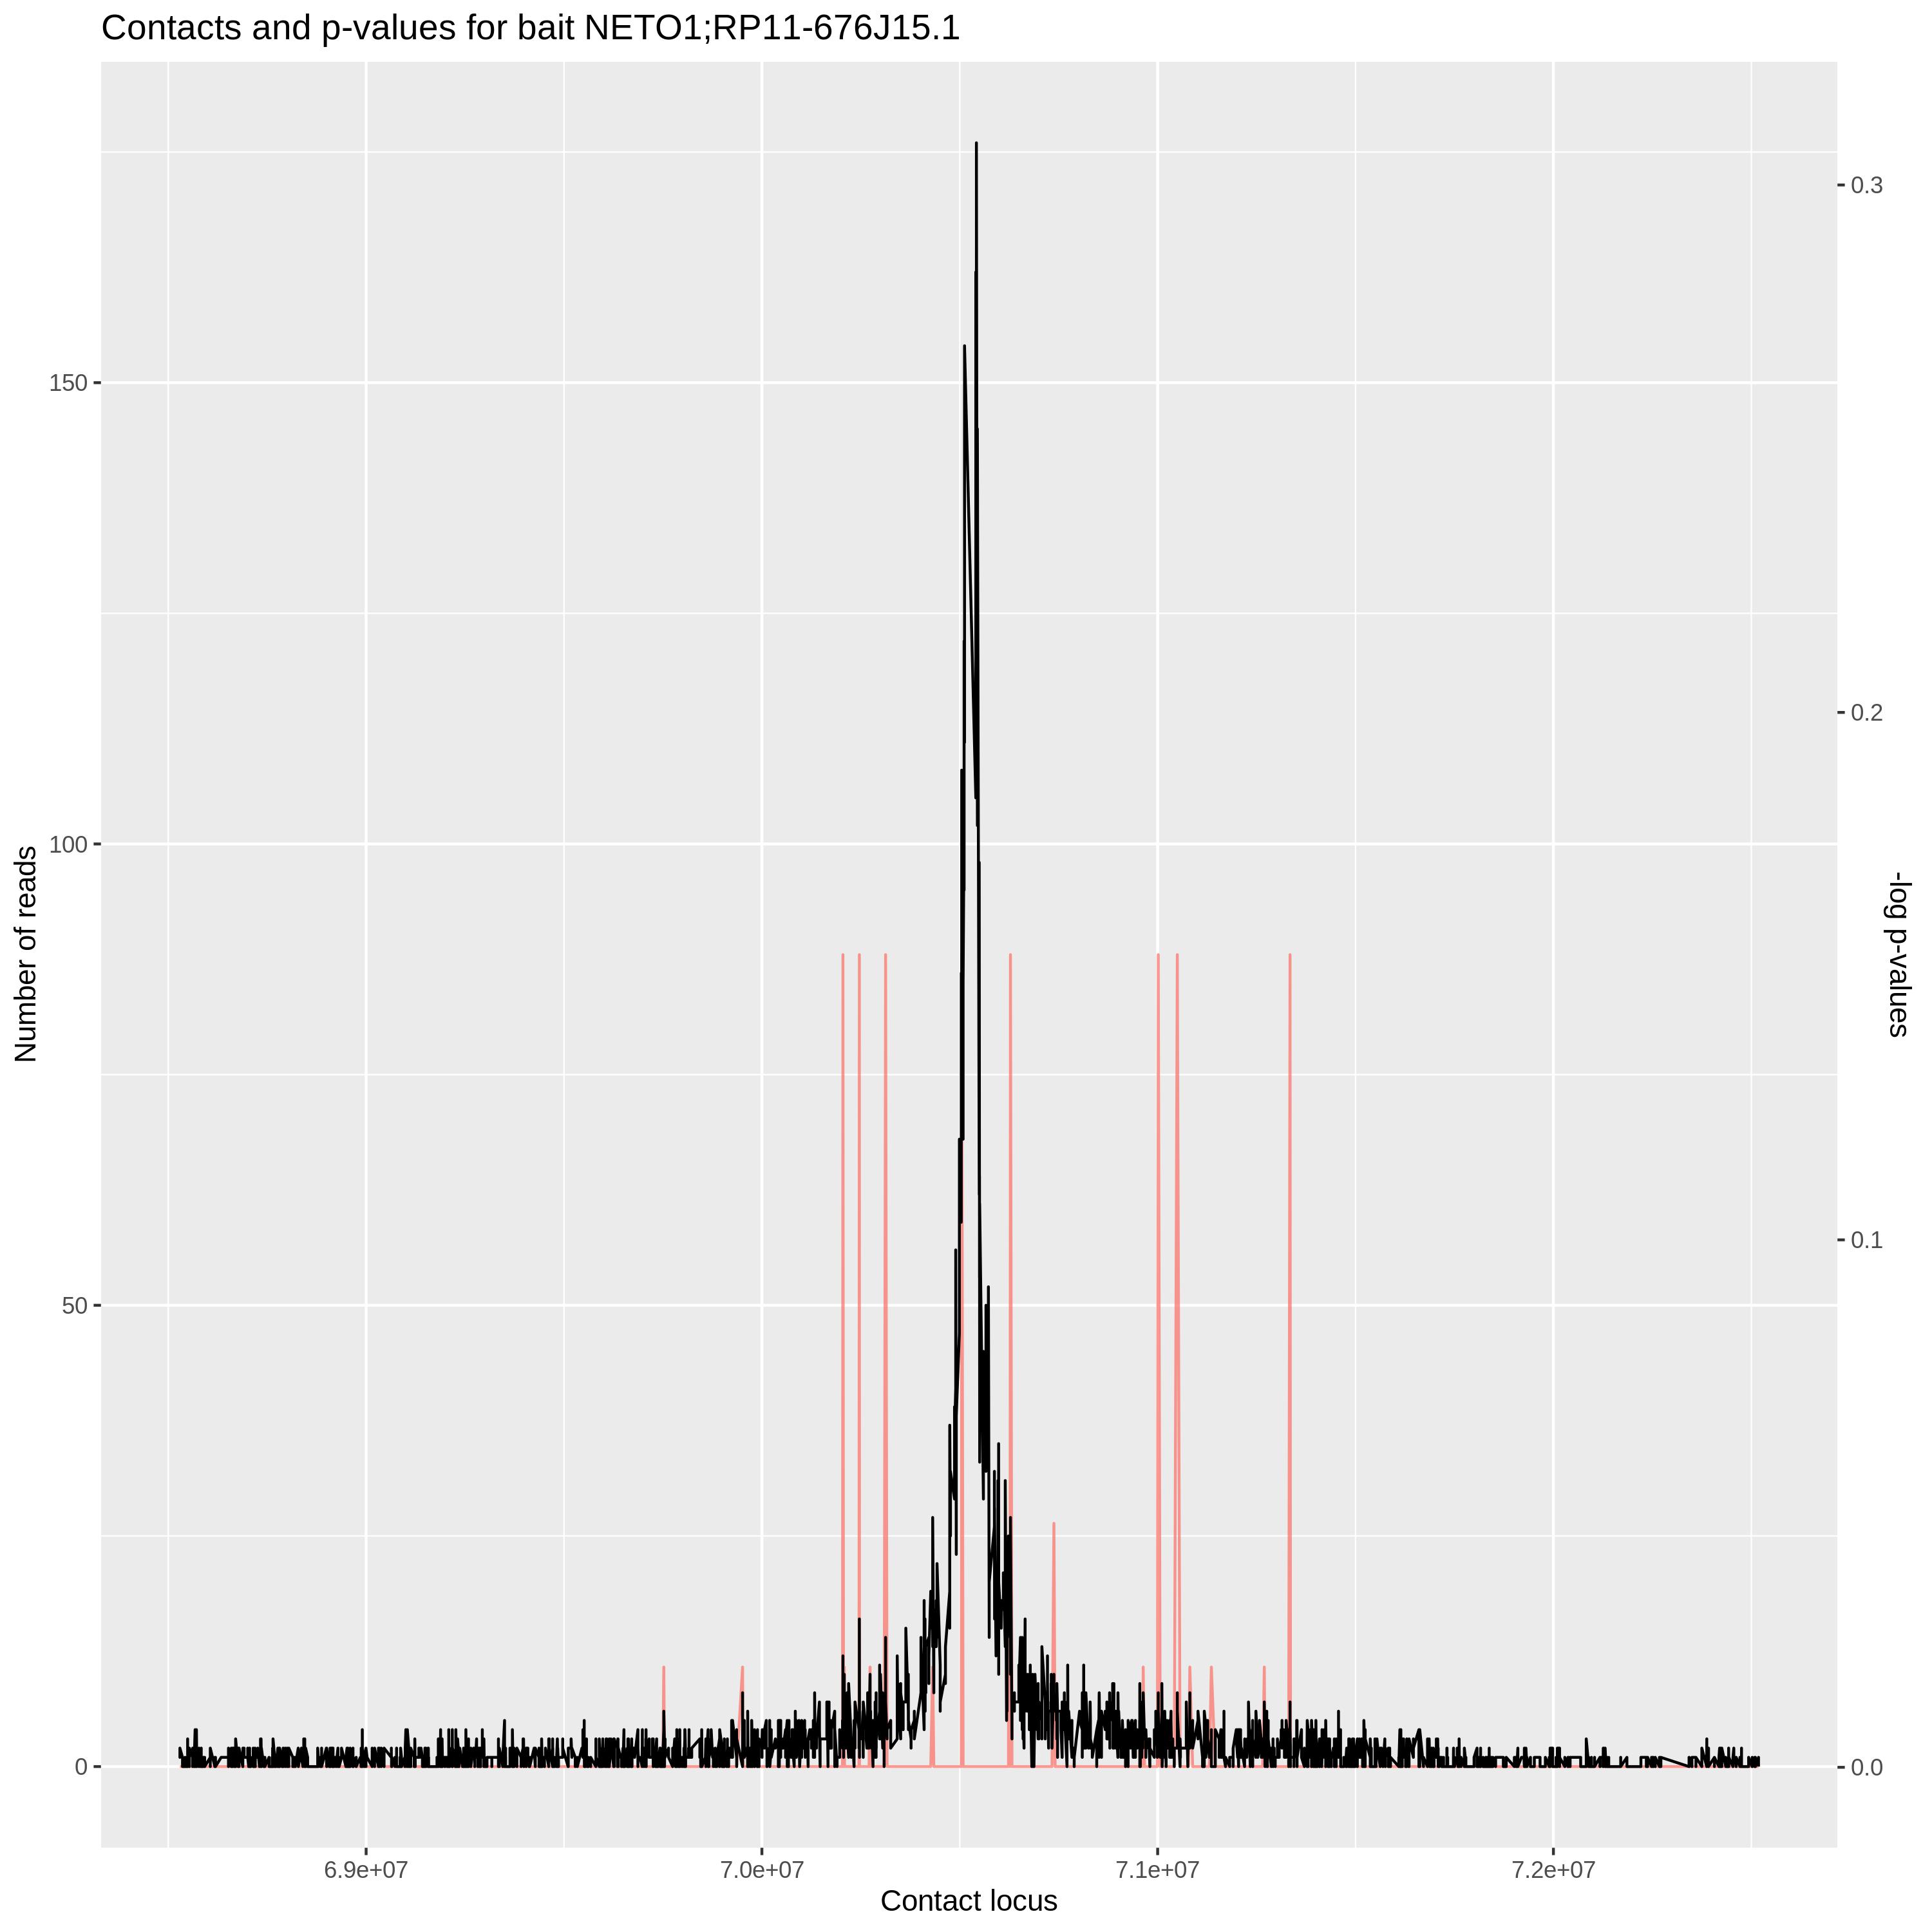 Contacts and p-values for bait NETO1;RP11-676J15.1
Number of reads
150
100
50
0
0.3
0.2
0.1
0.0
-log p-values
6.9e+07 7.0e+07 7.1e+07 7.2e+07
Contact locus